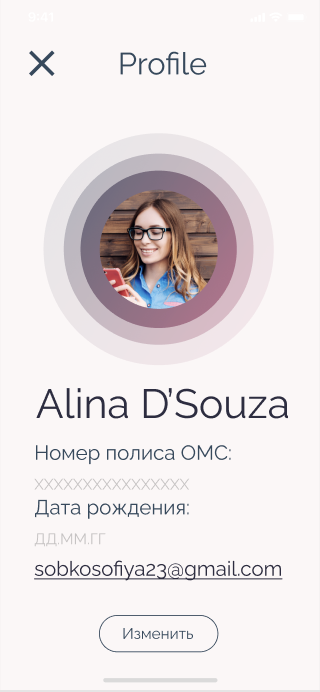 9:41
Profile
Alina D'Souza
Номер полиса ОМС:
XXXXXXXXXXXXXXXX
Дата рождения:
ДД.ММ.ГГ
sobkosofiya23@gmail.com
Изменить